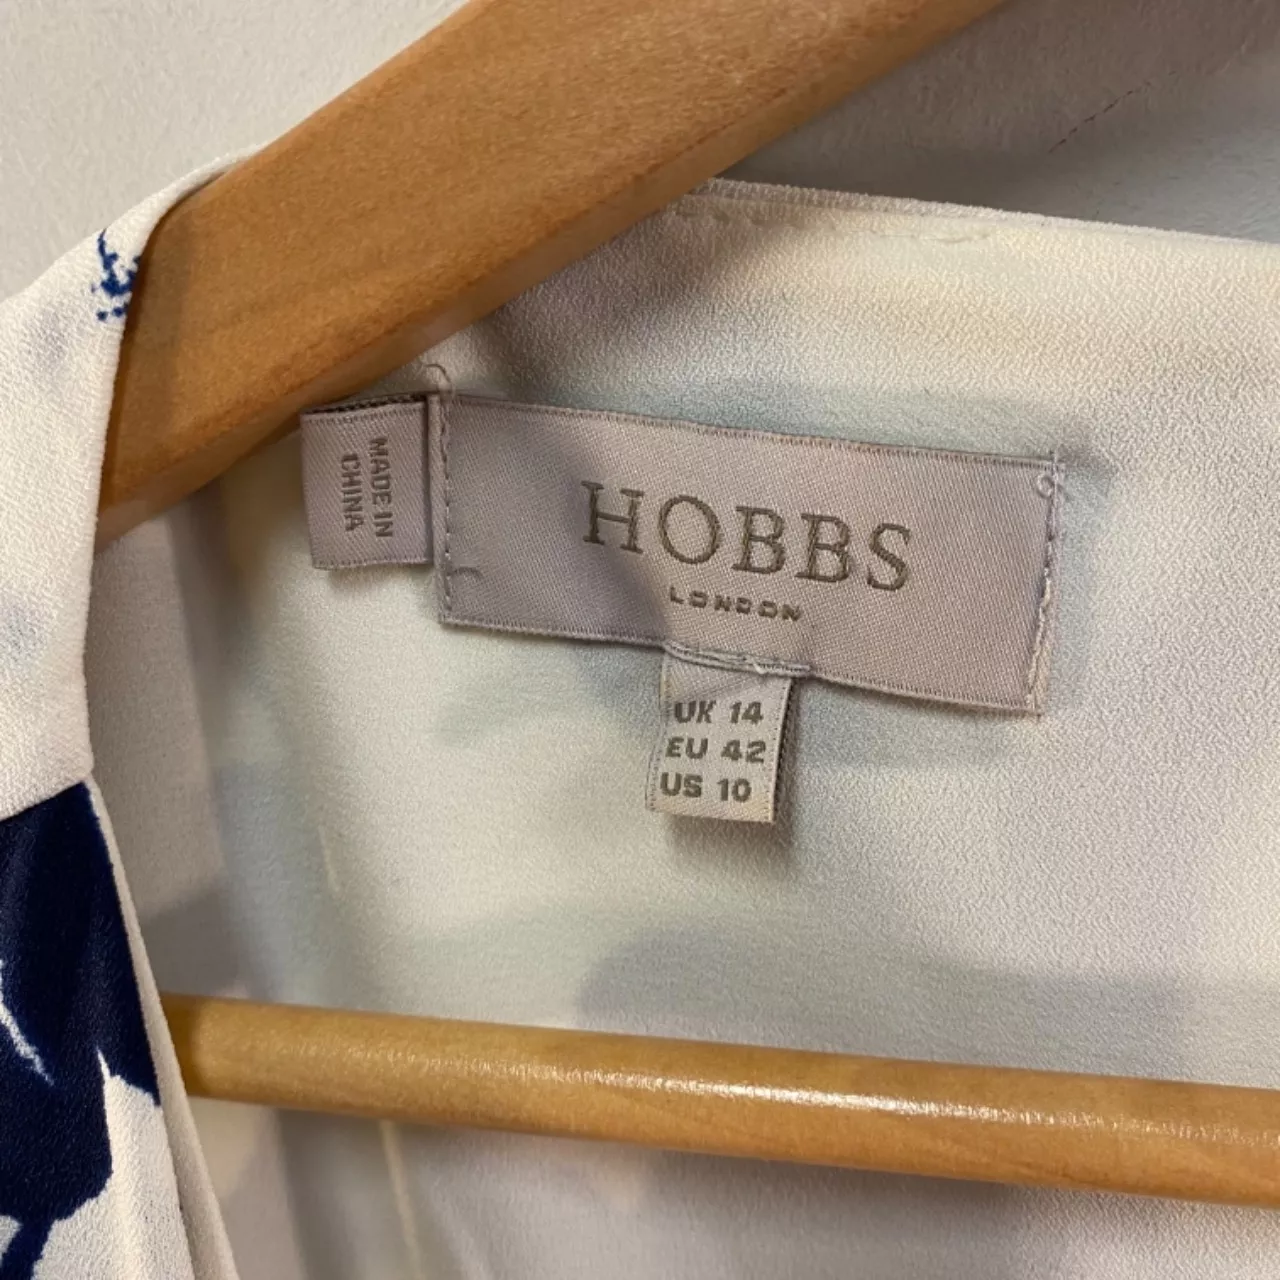 MADE IN
CHINA
HOBBS
LONDON
UK 14
EU 42
US 10